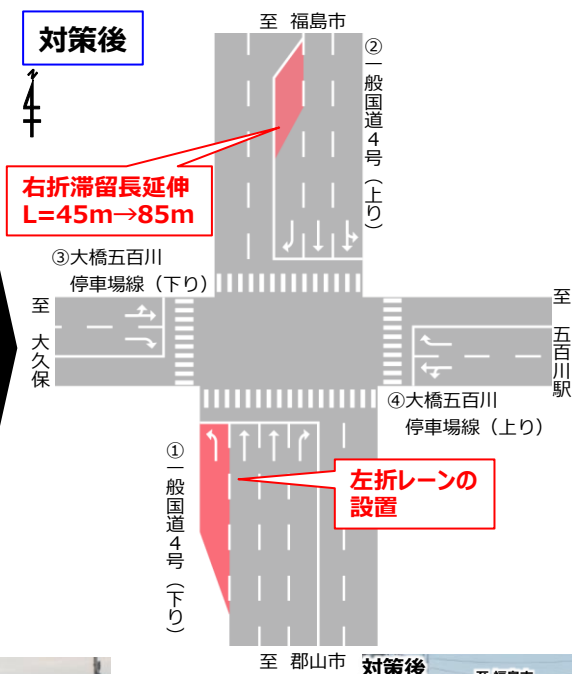 対策後
至 福島市
②一般国道４号（上り）
右折滞留長延伸
L=45m→85m
③大橋五百川
停車場線（下り）
至 大久保
至 五百川駅
④大橋五百川
停車場線（上り）
①一般国道４号（下り）
左折レーンの
設置
至 郡山市
対策後
至 福島市